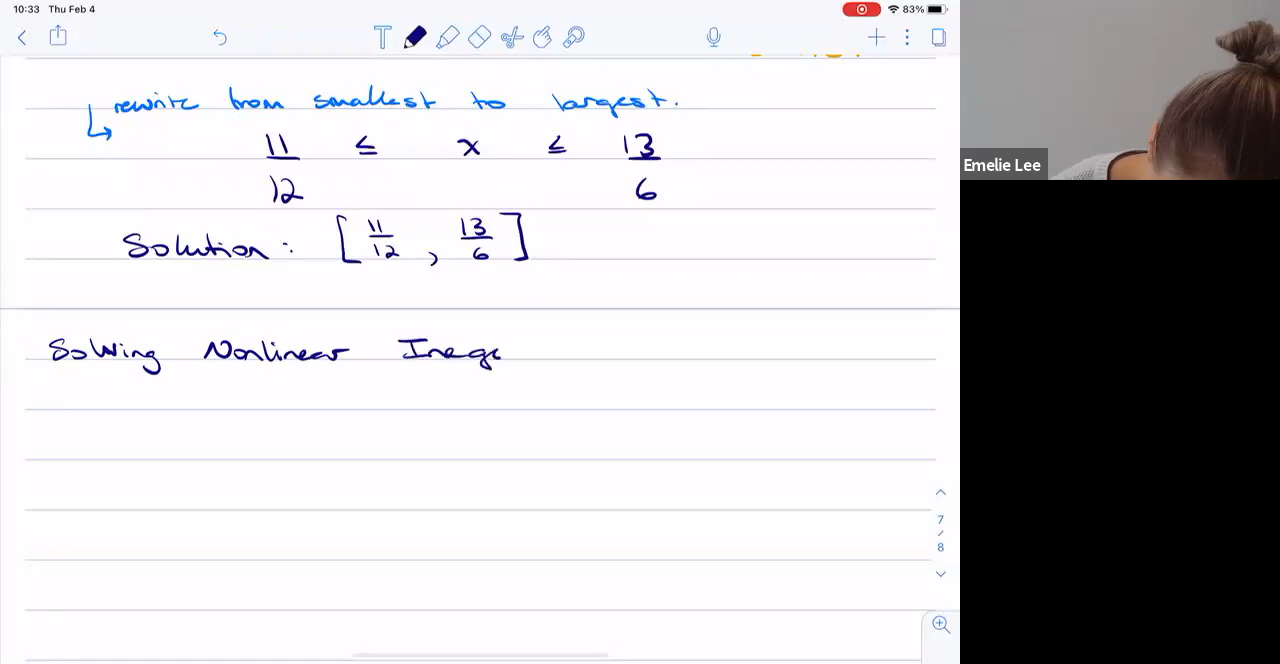 10:33 Thu Feb 4
83%
rewrite from smallest to largest.
11/12 ≤ x ≤ 13/6
Solution: [11/12, 13/6]
Solving Nonlinear Ineq
Emelie Lee
7/8